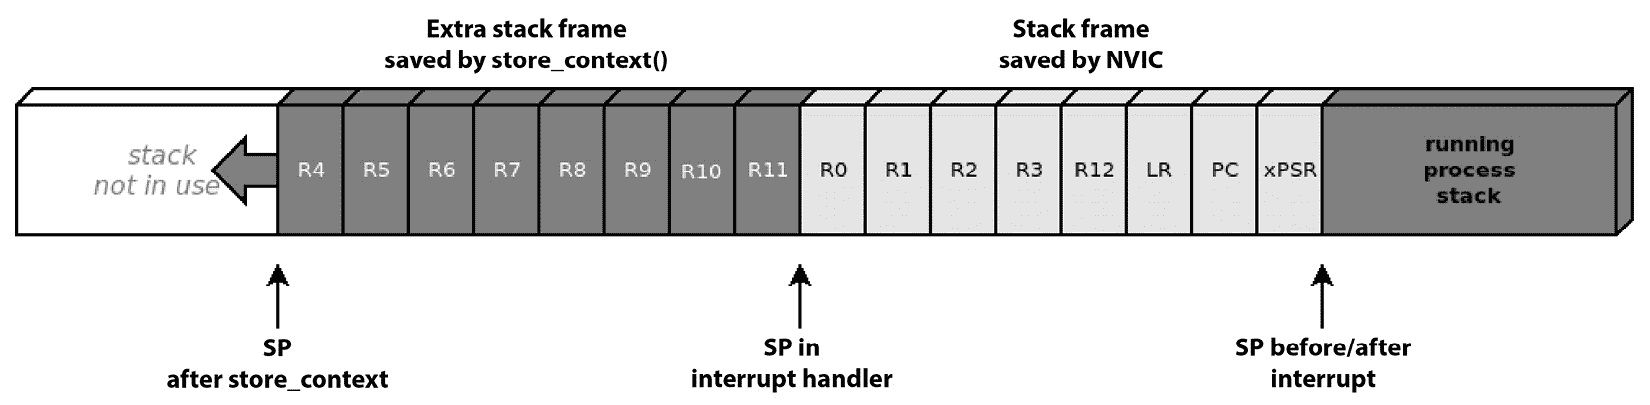 Extra stack frame
saved by store_context()
Stack frame
saved by NVIC
stack
not in use
R4 R5 R6 R7 R8 R9 R10 R11 R0 R1 R2 R3 R12 LR PC xPSR
running
process
stack
SP
after store_context
SP in
interrupt handler
SP before/after
interrupt